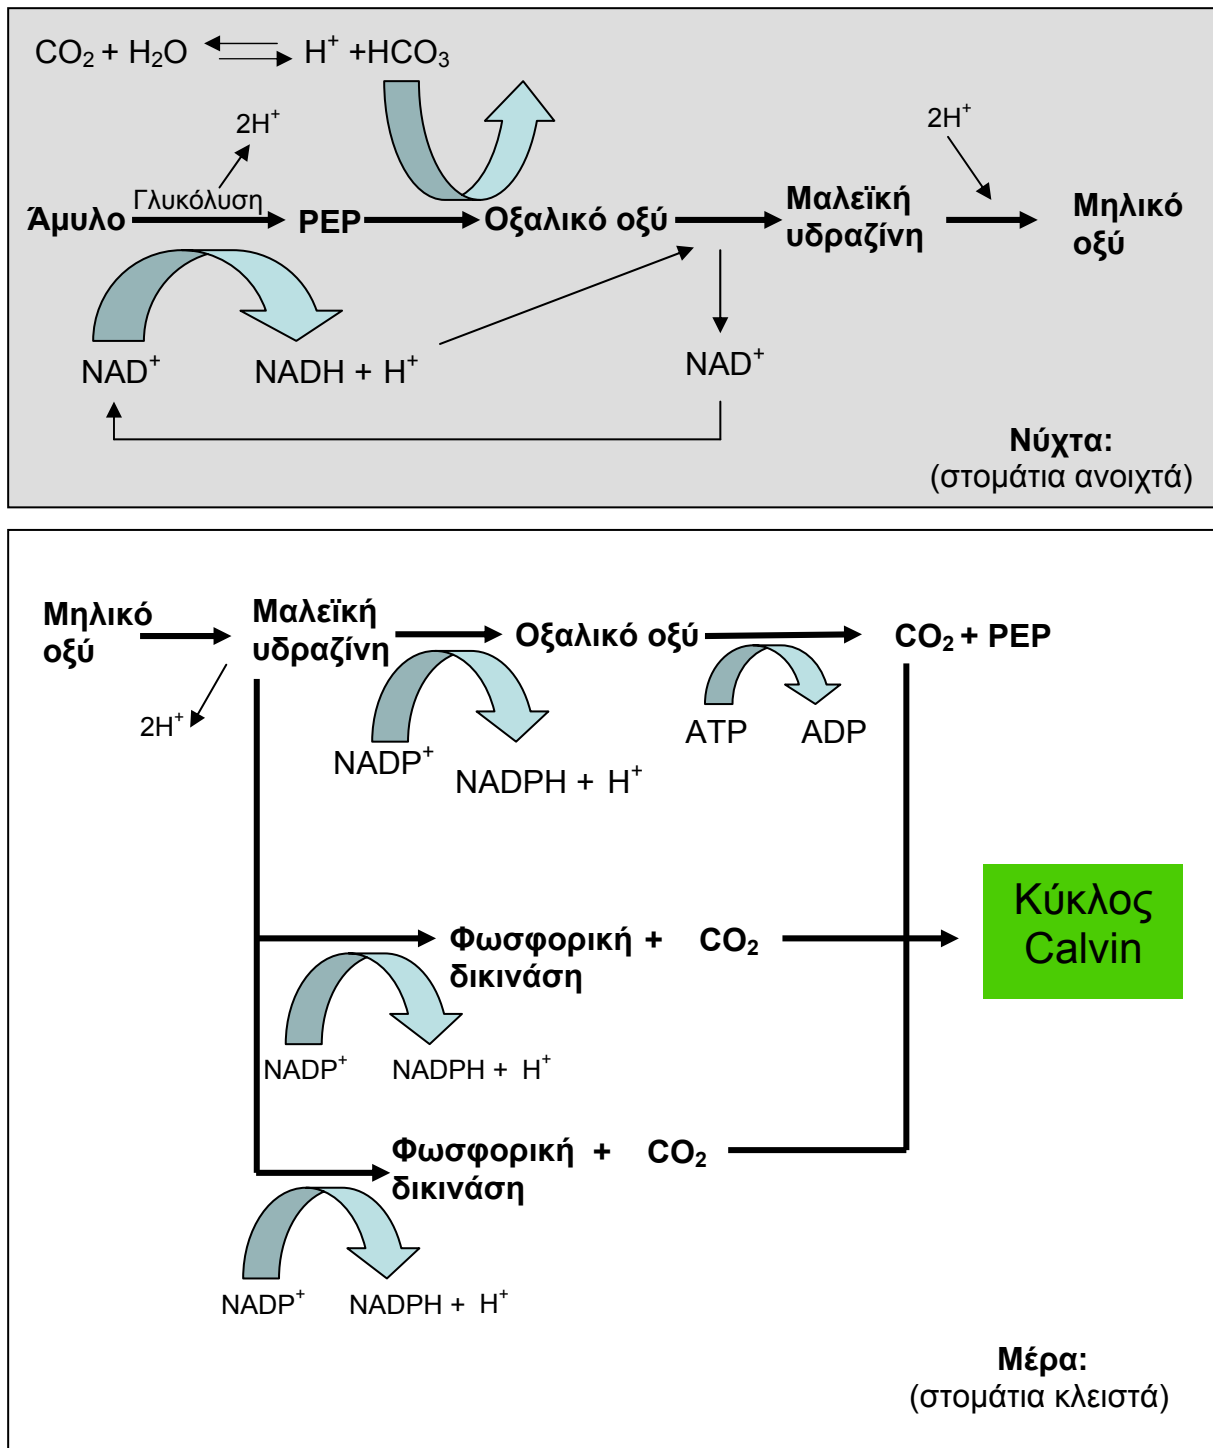 CO₂ + H₂O H⁺ +HCO₃
2H⁺
2H⁺
Γλυκόλυση
Άμυλο
PEP
Οξαλικό οξύ
Μαλεϊκή
υδραζίνη
Μηλικό
οξύ
NAD⁺
NADH + H⁺
NAD⁺
Νύχτα:
(στομάτια ανοιχτά)
Μηλικό
οξύ
Μαλεϊκή
υδραζίνη
Οξαλικό οξύ
CO₂ + PEP
2H⁺
NADP⁺
NADPH + H⁺
ATP
ADP
Φωσφορική + CO₂
δικινάση
Κύκλος
Calvin
NADP⁺
NADPH + H⁺
Φωσφορική + CO₂
δικινάση
NADP⁺
NADPH + H⁺
Μέρα:
(στομάτια κλειστά)